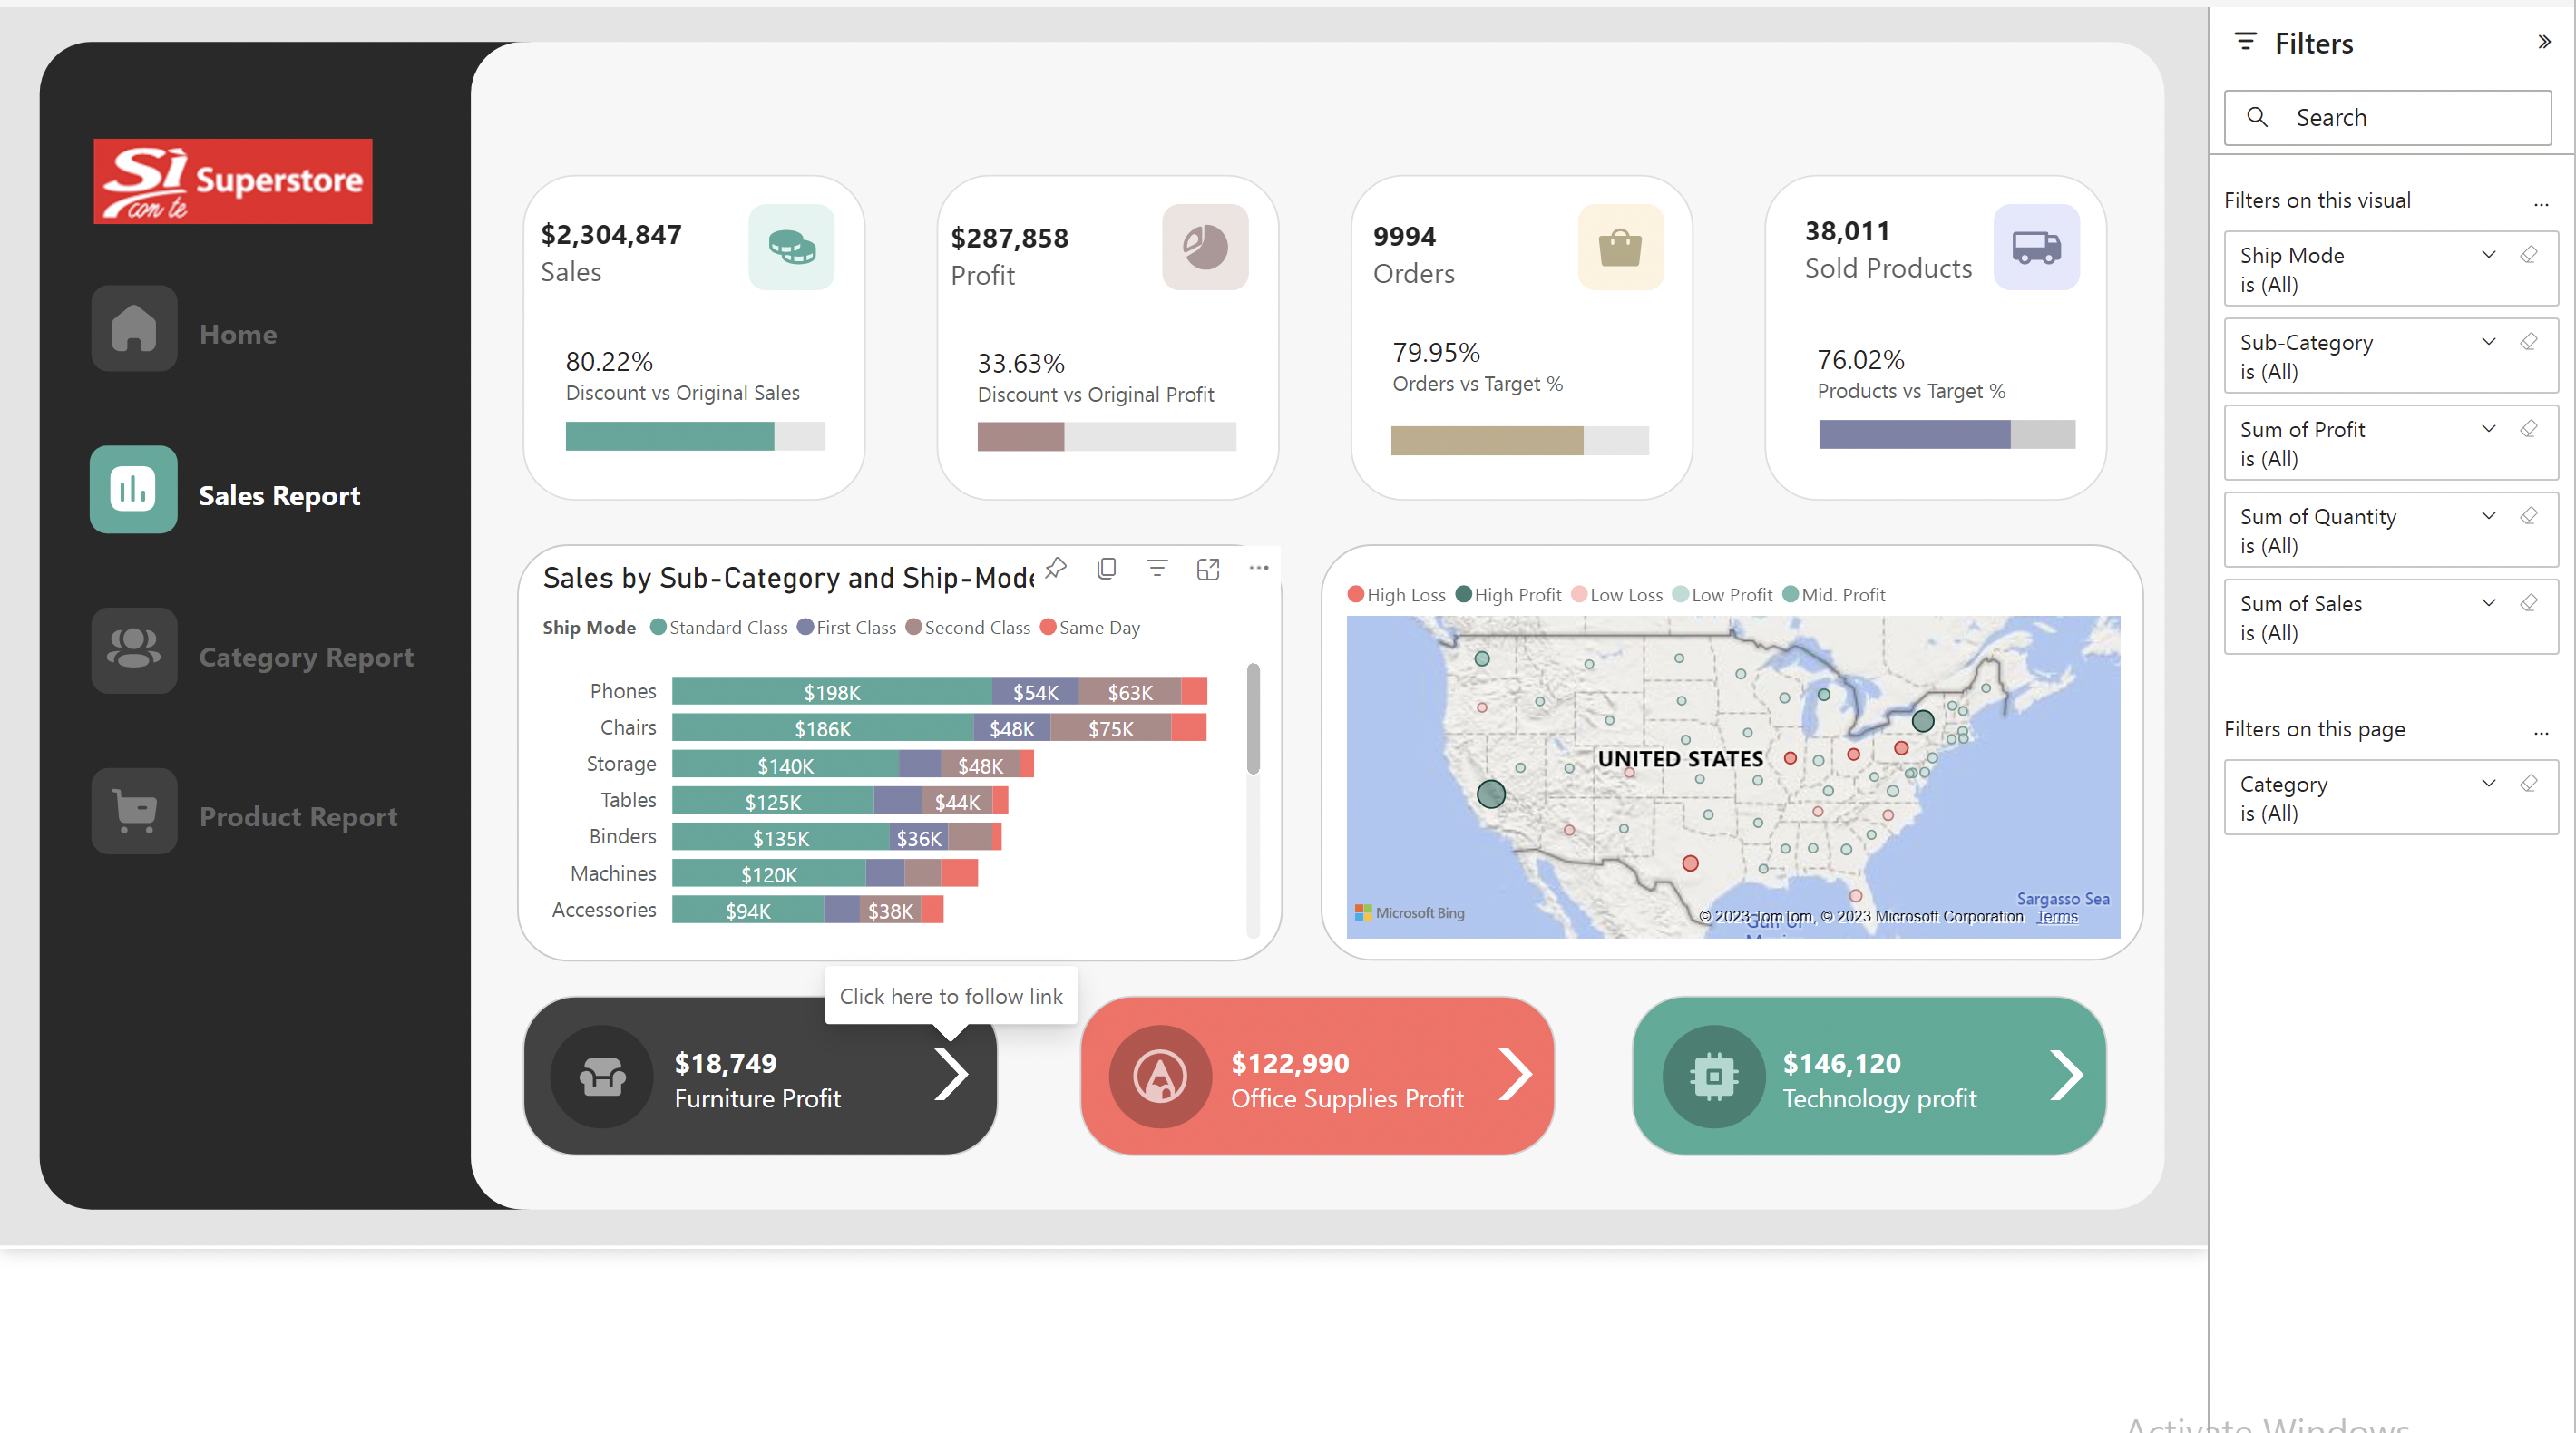 Sì
con te
Superstore
Home
Sales Report
Category Report
Product Report
$2,304,847
Sales
80.22%
Discount vs Original Sales
$287,858
Profit
33.63%
Discount vs Original Profit
9994
Orders
79.95%
Orders vs Target %
38,011
Sold Products
76.02%
Products vs Target %
Sales by Sub-Category and Ship-Mode
Ship Mode Standard Class First Class Second Class Same Day
Phones $198K $54K $63K
Chairs $186K $48K $75K
Storage $140K $48K
Tables $125K $44K
Binders $135K $36K
Machines $120K
Accessories $94K $38K
High Loss High Profit Low Loss Low Profit Mid. Profit
UNITED STATES
Sargasso Sea
Microsoft Bing
© 2023 TomTom, © 2023 Microsoft Corporation Terms
Click here to follow link
$18,749
Furniture Profit
$122,990
Office Supplies Profit
$146,120
Technology profit
Filters
Search
Filters on this visual
Ship Mode
is (All)
Sub-Category
is (All)
Sum of Profit
is (All)
Sum of Quantity
is (All)
Sum of Sales
is (All)
Filters on this page
Category
is (All)
Activate Windows